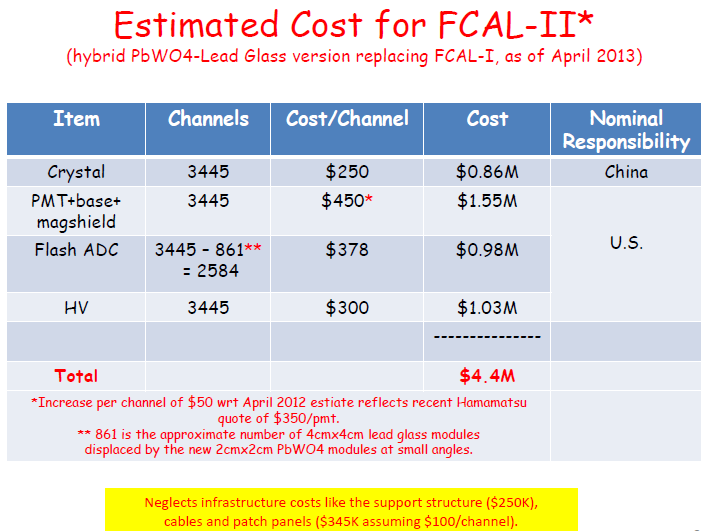 Estimated Cost for FCAL-II*
(hybrid PbWO4-Lead Glass version replacing FCAL-I, as of April 2013)
Item Channels Cost/Channel Cost Nominal Responsibility
Crystal 3445 $250 $0.86M China
PMT+base+
magshield 3445 $450* $1.55M
U.S.
Flash ADC 3445 – 861**
= 2584 $378 $0.98M
HV 3445 $300 $1.03M
---------------
Total $4.4M
*Increase per channel of $50 wrt April 2012 estiate reflects recent Hamamatsu
quote of $350/pmt.
** 861 is the approximate number of 4cmx4cm lead glass modules
displaced by the new 2cmx2cm PbWO4 modules at small angles.
Neglects infrastructure costs like the support structure ($250K),
cables and patch panels ($345K assuming $100/channel).